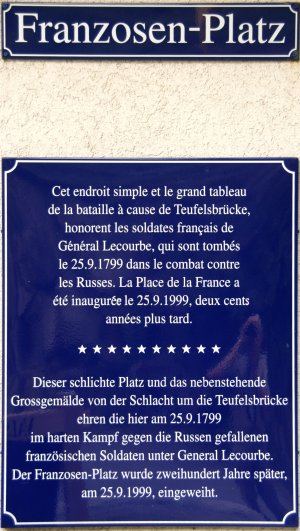 Franzosen-Platz
Cet endroit simple et le grand tableau
de la bataille à cause de Teufelsbrücke,
honorent les soldates français de
Général Lecourbe, qui sont tombés
le 25.9.1799 dans le combat contre
les Russes. La Place de la France a
été inaugurée le 25.9.1999, deux cents
années plus tard.
★ ★ ★ ★ ★ ★ ★ ★ ★ ★
Dieser schlichte Platz und das nebenstehende
Grossgemälde von der Schlacht um die Teufelsbrücke
ehren die hier am 25.9.1799
im harten Kampf gegen die Russen gefallenen
französischen Soldaten unter General Lecourbe.
Der Franzosen-Platz wurde zweihundert Jahre später,
am 25.9.1999, eingeweiht.